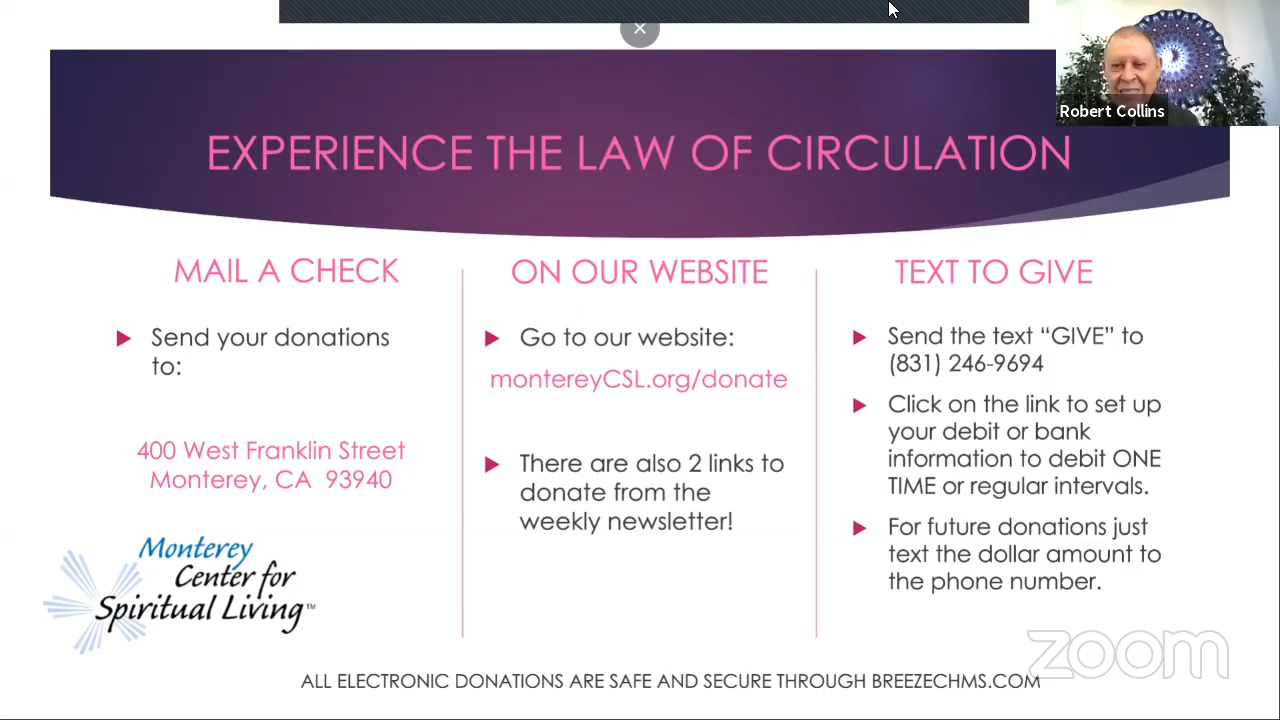 Robert Collins
EXPERIENCE THE LAW OF CIRCULATION
MAIL A CHECK
Send your donations
to:
400 West Franklin Street
Monterey, CA 93940
Monterey
Center for
Spiritual Living™
ON OUR WEBSITE
Go to our website:
montereyCSL.org/donate
There are also 2 links to
donate from the
weekly newsletter!
TEXT TO GIVE
Send the text “GIVE” to
(831) 246-9694
Click on the link to set up
your debit or bank
information to debit ONE
TIME or regular intervals.
For future donations just
text the dollar amount to
the phone number.
zoom
ALL ELECTRONIC DONATIONS ARE SAFE AND SECURE THROUGH BREEZECHMS.COM